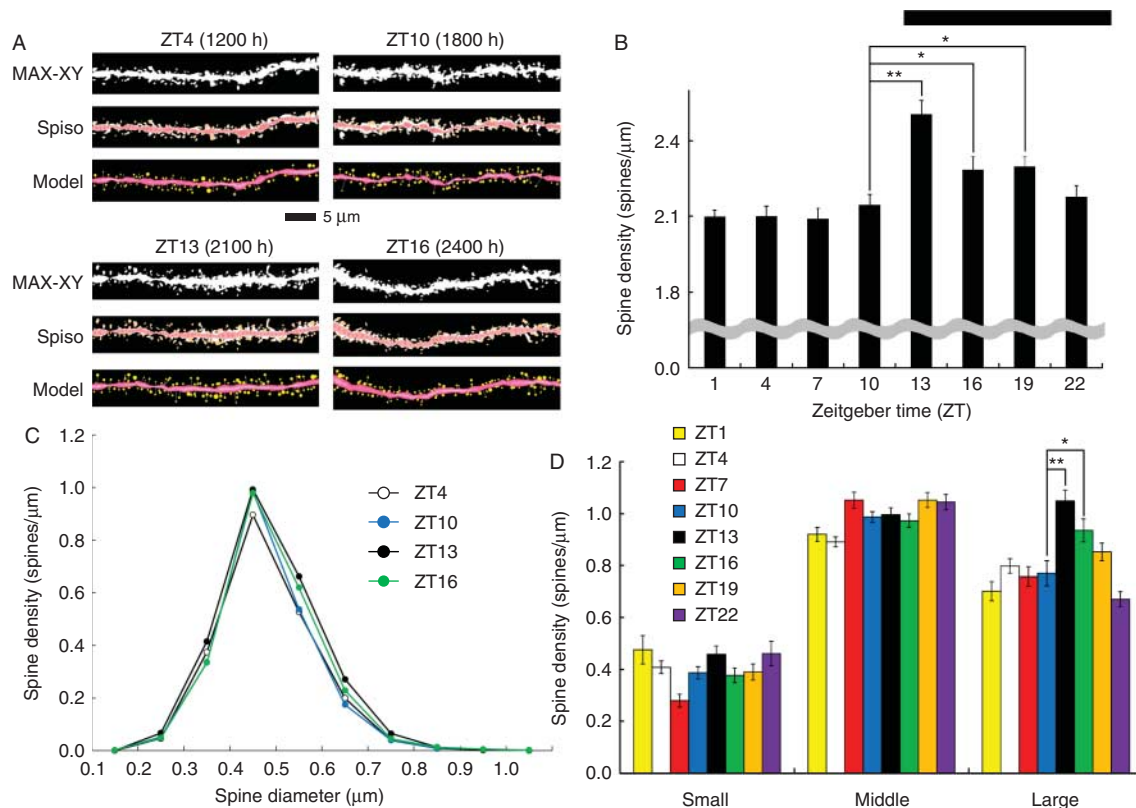 A
ZT4 (1200 h)
ZT10 (1800 h)
MAX-XY
Spiso
Model
5 μm
ZT13 (2100 h)
ZT16 (2400 h)
MAX-XY
Spiso
Model
B
*
*
**
Spine density (spines/μm)
2.4
2.1
1.8
0.0
1 4 7 10 13 16 19 22
Zeitgeber time (ZT)
C
Spine density (spines/μm)
1.2
1.0
0.8
0.6
0.4
0.2
0.0
0.1 0.2 0.3 0.4 0.5 0.6 0.7 0.8 0.9 1.0
Spine diameter (μm)
ZT4
ZT10
ZT13
ZT16
D
ZT1
ZT4
ZT7
ZT10
ZT13
ZT16
ZT19
ZT22
*
**
Spine density (spines/μm)
1.2
1.0
0.8
0.6
0.4
0.2
0.0
Small Middle Large